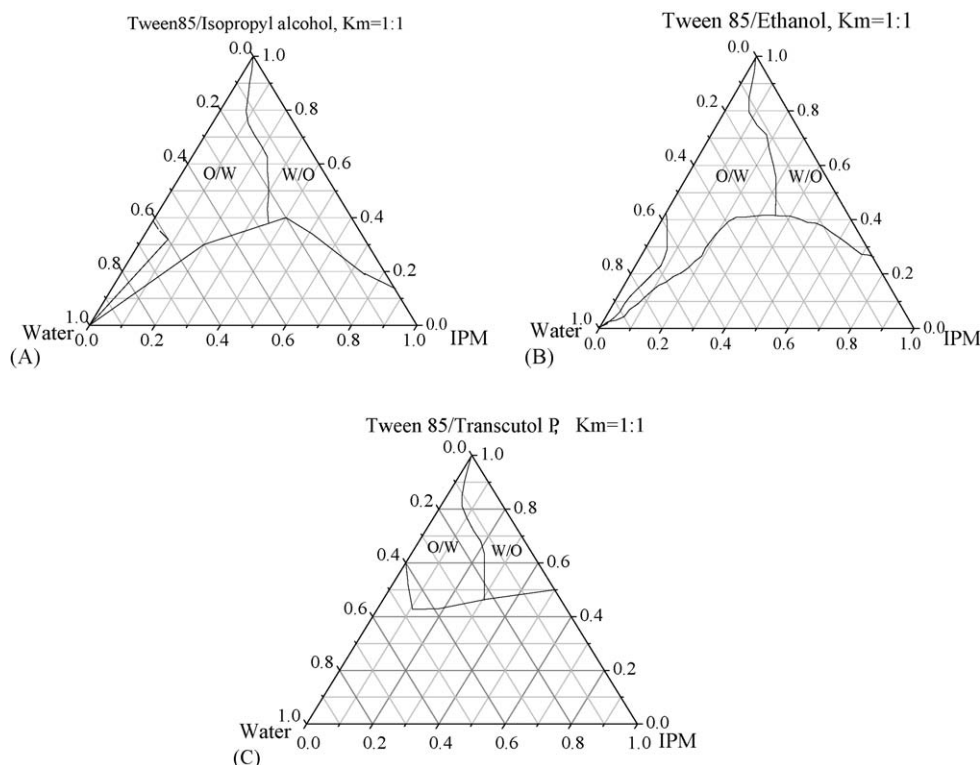 Tween85/Isopropyl alcohol, Km=1:1
0.0 1.0
0.2 0.8
0.4 O/W W/O 0.6
0.4
0.8 0.2
1.0 0.0
Water IPM
0.0 0.2 0.4 0.6 0.8 1.0
(A)
Tween 85/Ethanol, Km=1:1
0.0 1.0
0.2 0.8
0.4 O/W W/O 0.6
0.6 0.4
0.8 0.2
1.0 0.0
Water IPM
0.0 0.2 0.4 0.6 0.8 1.0
(B)
Tween 85/Transcutol P, Km=1:1
0.0 1.0
0.2 0.8
O/W W/O
0.4 0.6
0.6 0.4
0.8 0.2
1.0 0.0
Water IPM
0.0 0.2 0.4 0.6 0.8 1.0
(C)